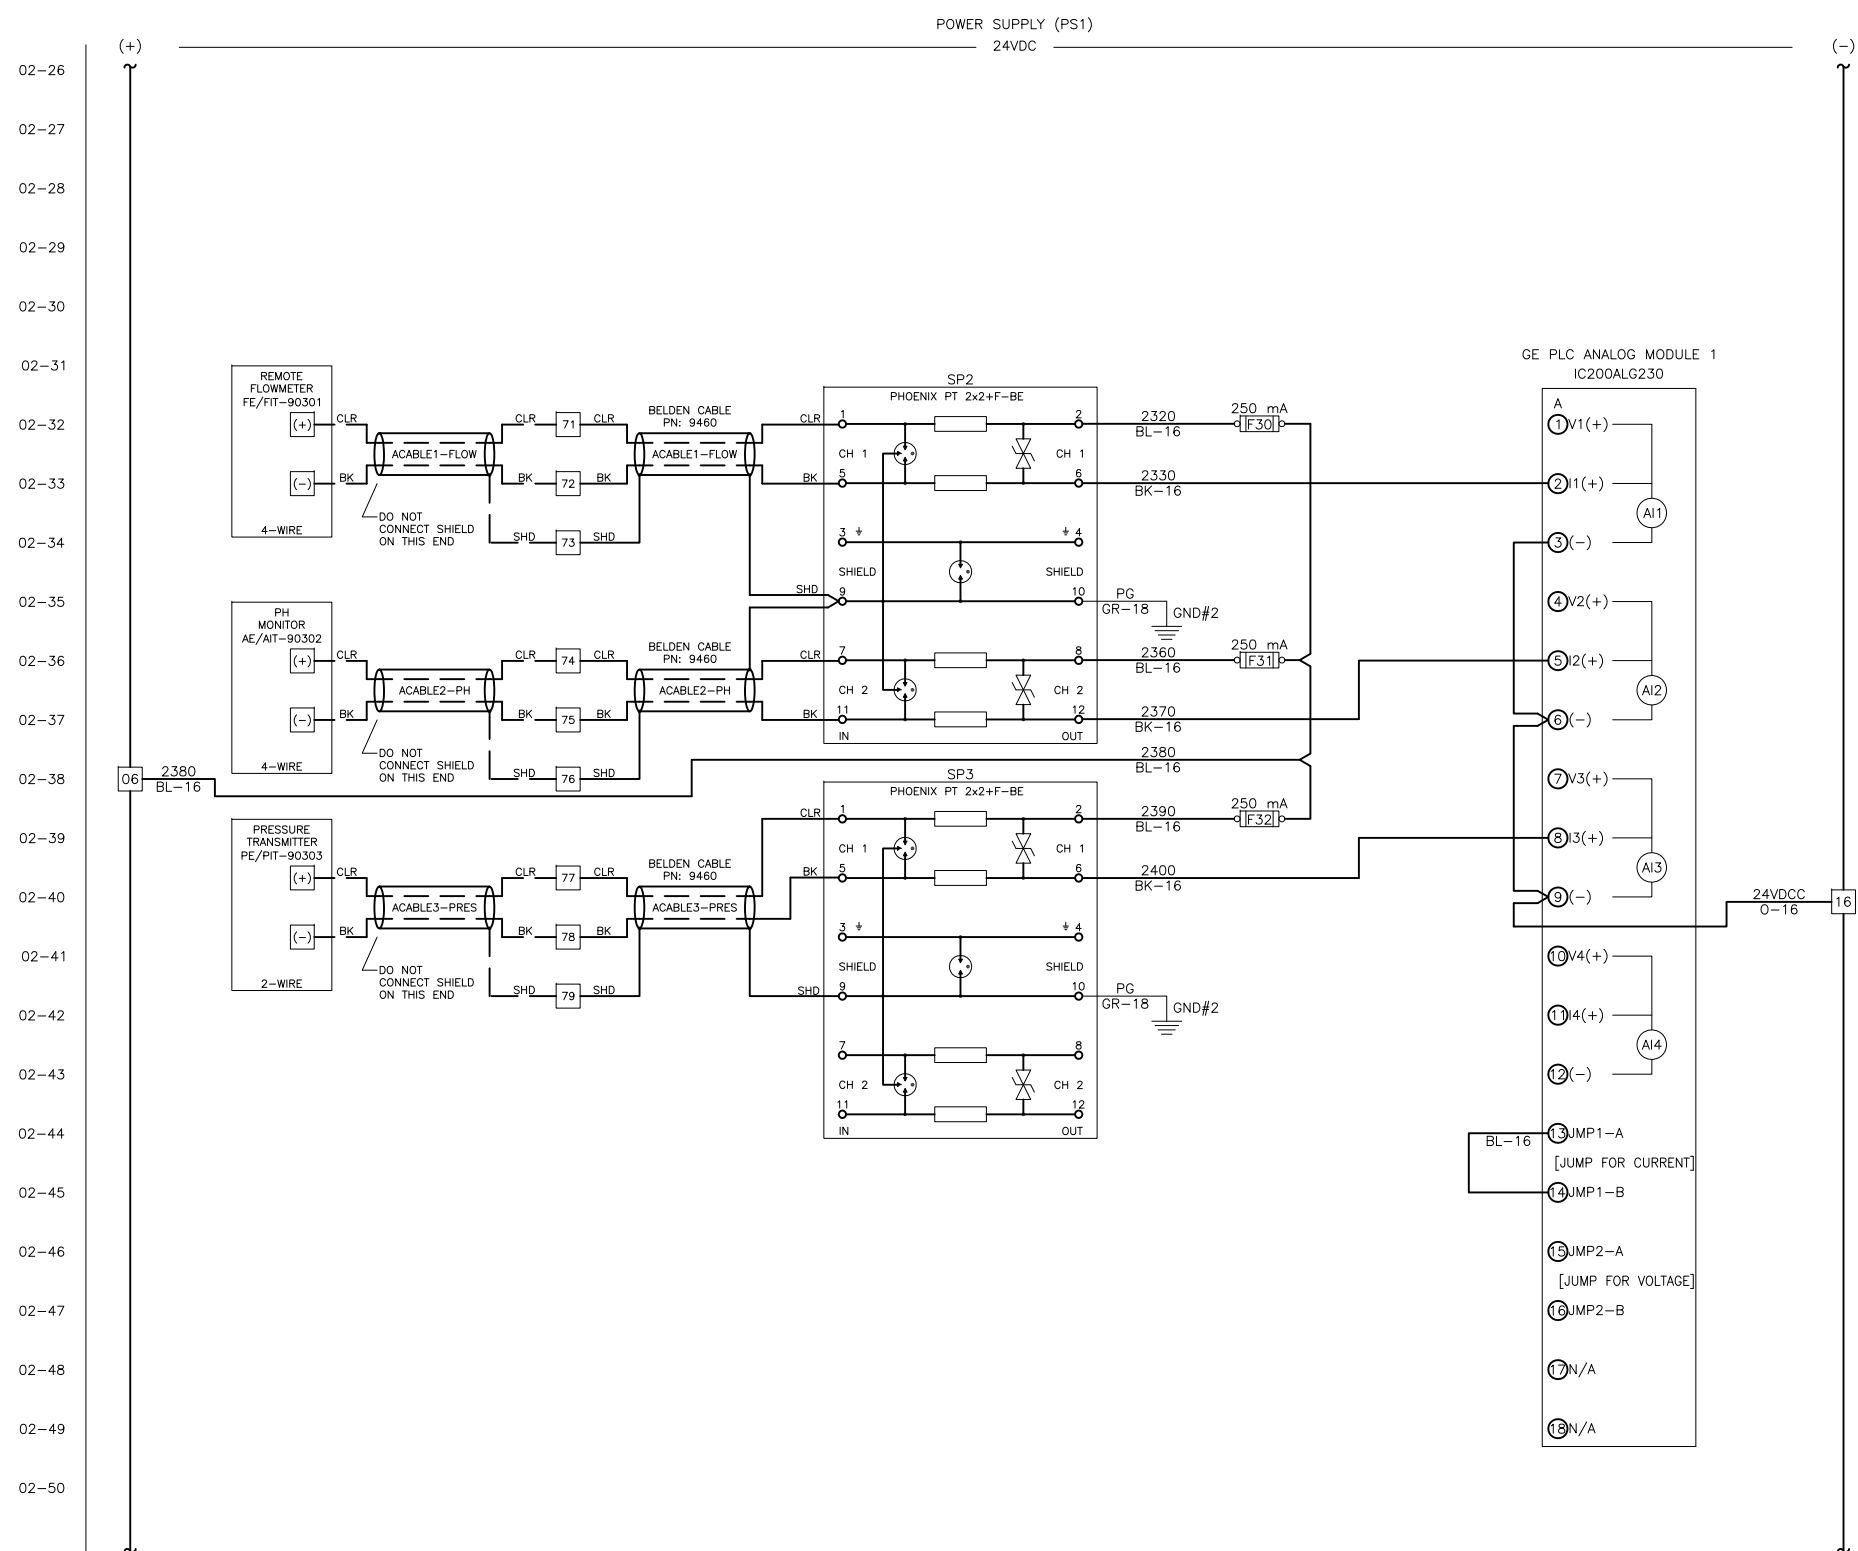 POWER SUPPLY (PS1)
(+) 24VDC (-)
02-26
02-27
02-28
02-29
02-30
02-31
02-32
02-33
02-34
02-35
02-36
02-37
02-38
02-39
02-40
02-41
02-42
02-43
02-44
02-45
02-46
02-47
02-48
02-49
02-50
REMOTE
FLOWMETER
FE/FIT-90301
(+)
(-)
4-WIRE
CLR
BK
ACABLE1-FLOW
DO NOT
CONNECT SHIELD
ON THIS END
CLR 71 CLR
BK 72 BK
SHD 73 SHD
BELDEN CABLE
PN: 9460
ACABLE1-FLOW
CLR
BK
SHD
PH
MONITOR
AE/AIT-90302
(+)
(-)
4-WIRE
CLR
BK
ACABLE2-PH
DO NOT
CONNECT SHIELD
ON THIS END
CLR 74 CLR
BK 75 BK
SHD 76 SHD
BELDEN CABLE
PN: 9460
ACABLE2-PH
CLR
BK
06
2380
BL-16
PRESSURE
TRANSMITTER
PE/PIT-90303
(+)
(-)
2-WIRE
CLR
BK
ACABLE3-PRES
DO NOT
CONNECT SHIELD
ON THIS END
CLR 77 CLR
BK 78 BK
SHD 79 SHD
BELDEN CABLE
PN: 9460
ACABLE3-PRES
CLR
BK
SHD
SP2
PHOENIX PT 2x2+F-BE
1 2
CH 1 CH 1
5 6
3 4
SHIELD SHIELD
9 10
7 8
CH 2 CH 2
11 12
IN OUT
2320
BL-16
250 mA
F30
2330
BK-16
PG
GR-18
GND#2
2360
BL-16
250 mA
F31
2370
BK-16
2380
BL-16
SP3
PHOENIX PT 2x2+F-BE
1 2
CH 1 CH 1
5 6
3 4
SHIELD SHIELD
9 10
7 8
CH 2 CH 2
11 12
IN OUT
2390
BL-16
250 mA
F32
2400
BK-16
PG
GR-18
GND#2
GE PLC ANALOG MODULE 1
IC200ALG230
A
1 V1(+)
2 I1(+)
AI1
3 (-)
4 V2(+)
5 I2(+)
AI2
6 (-)
7 V3(+)
8 I3(+)
AI3
9 (-)
10 V4(+)
11 I4(+)
AI4
12 (-)
BL-16
13 JMP1-A
[JUMP FOR CURRENT]
14 JMP1-B
15 JMP2-A
[JUMP FOR VOLTAGE]
16 JMP2-B
17 N/A
18 N/A
24VDCC
O-16
16